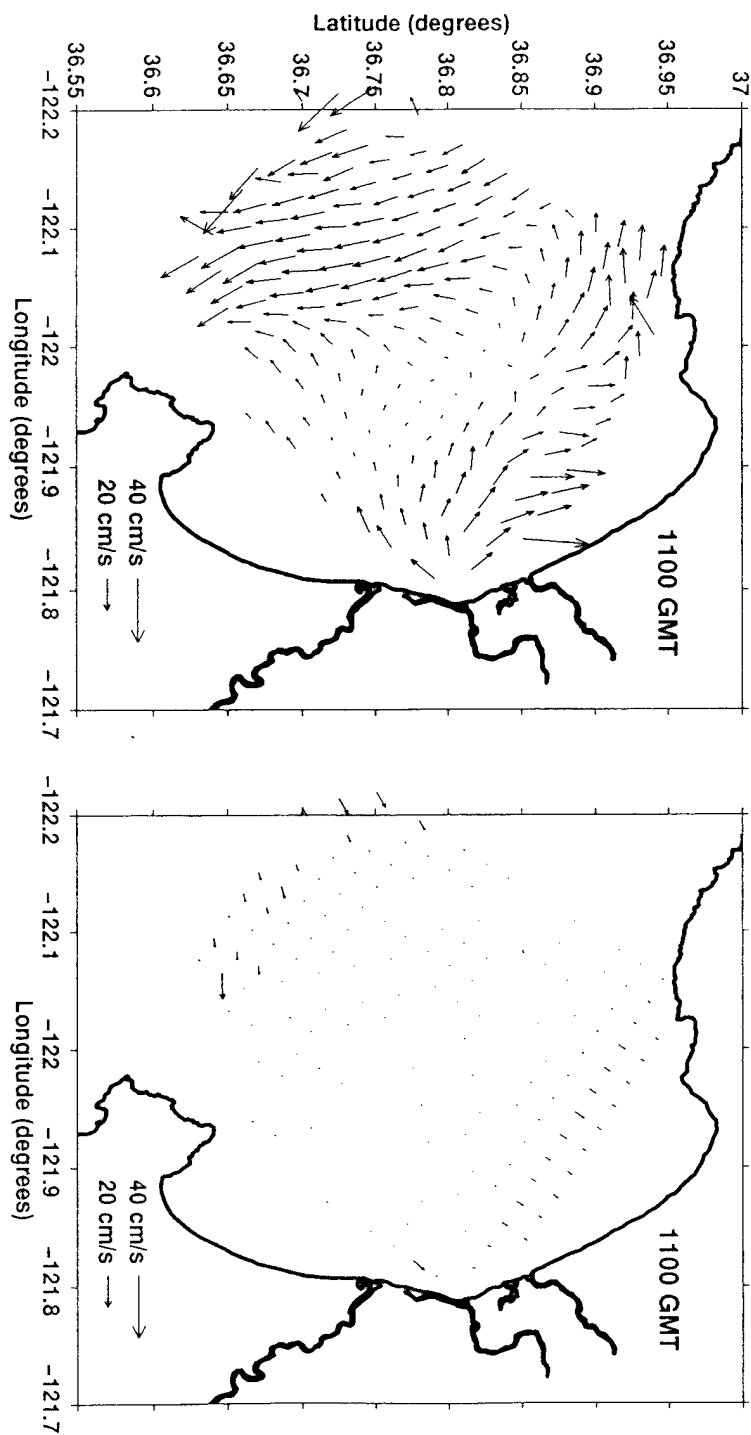 Latitude (degrees)
37
36.95
36.9
36.85
36.8
36.75
36.7
36.65
36.6
36.55
1100 GMT
40 cm/s
20 cm/s
−122.2 −122.1 −122 −121.9 −121.8 −121.7
Longitude (degrees)
1100 GMT
40 cm/s
20 cm/s
−122.2 −122.1 −122 −121.9 −121.8 −121.7
Longitude (degrees)